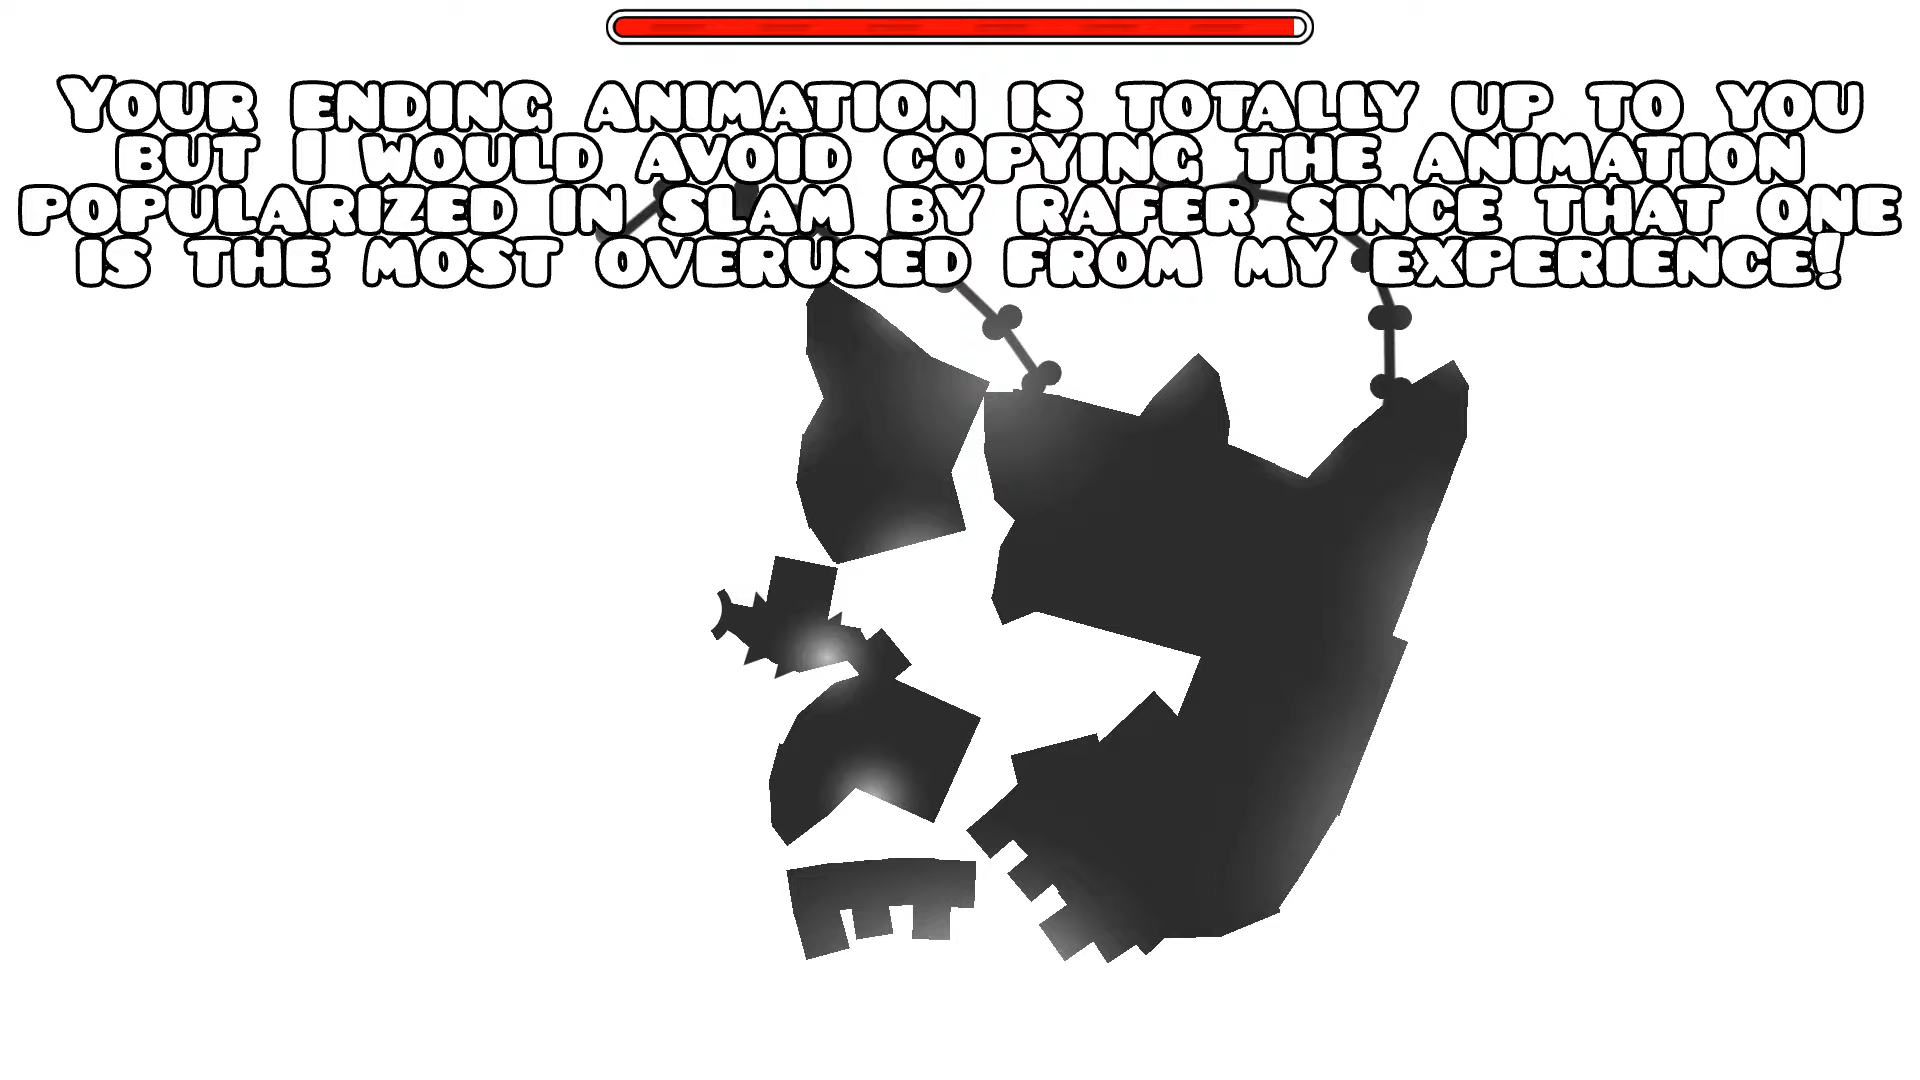 YOUR ENDING ANIMATION IS TOTALLY UP TO YOU
BUT I WOULD AVOID COPYING THE ANIMATION
POPULARIZED IN SLAM BY RAFER SINCE THAT ONE
IS THE MOST OVERUSED FROM MY EXPERIENCE!